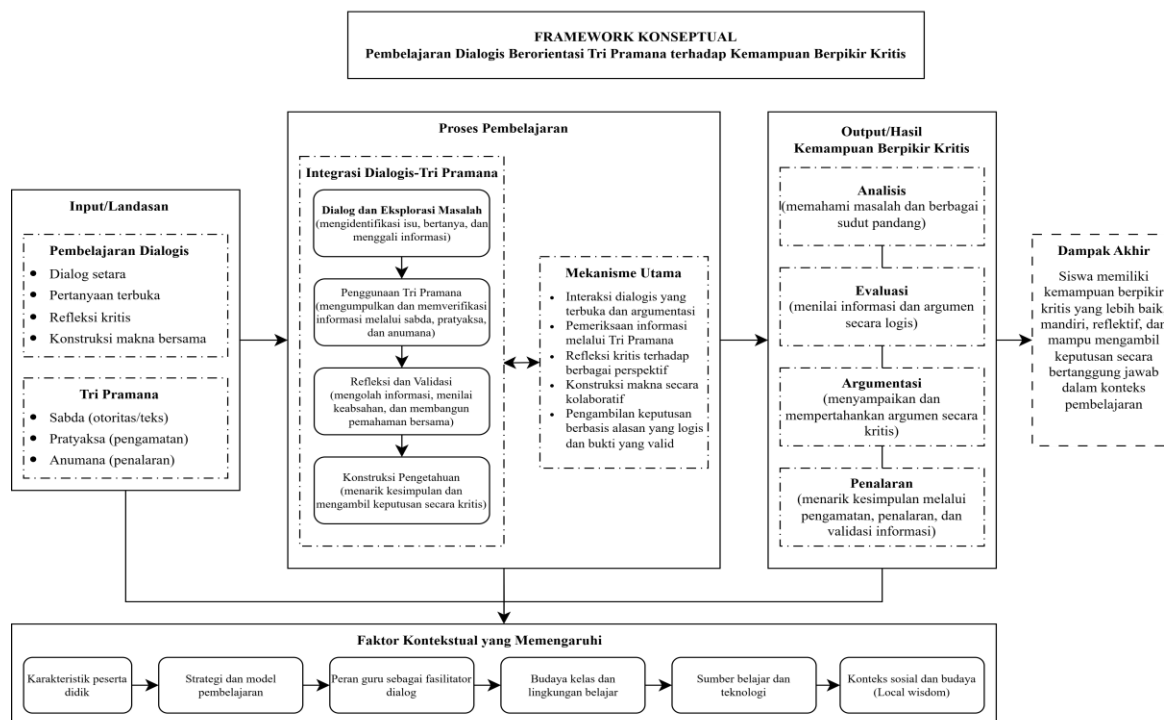 FRAMEWORK KONSEPTUAL
Pembelajaran Dialogis Berorientasi Tri Pramana terhadap Kemampuan Berpikir Kritis
Input/Landasan
Pembelajaran Dialogis
• Dialog setara
• Pertanyaan terbuka
• Refleksi kritis
• Konstruksi makna bersama
Tri Pramana
• Sabda (otoritas/teks)
• Pratyaksa (pengamatan)
• Anumana (penalaran)
Proses Pembelajaran
Integrasi Dialogis-Tri Pramana
Dialog dan Eksplorasi Masalah
(mengidentifikasi isu, bertanya, dan
menggali informasi)
Penggunaan Tri Pramana
(mengumpulkan dan memverifikasi
informasi melalui sabda, pratyaksa,
dan anumana)
Refleksi dan Validasi
(mengolah informasi, menilai
keabsahan, dan membangun
pemahaman bersama)
Konstruksi Pengetahuan
(menarik kesimpulan dan
mengambil keputusan secara kritis)
Mekanisme Utama
• Interaksi dialogis yang
terbuka dan argumentasi
• Pemeriksaan informasi
melalui Tri Pramana
• Refleksi kritis terhadap
berbagai perspektif
• Konstruksi makna secara
kolaboratif
• Pengambilan keputusan
berbasis alasan yang logis
dan bukti yang valid
Output/Hasil
Kemampuan Berpikir Kritis
Analisis
(memahami masalah dan berbagai
sudut pandang)
Evaluasi
(menilai informasi dan argumen
secara logis)
Argumentasi
(menyampaikan dan
mempertahankan argumen secara
kritis)
Penalaran
(menarik kesimpulan melalui
pengamatan, penalaran, dan
validasi informasi)
Dampak Akhir
Siswa memiliki
kemampuan berpikir
kritis yang lebih baik,
mandiri, reflektif, dan
mampu mengambil
keputusan secara
bertanggung jawab
dalam konteks
pembelajaran
Faktor Kontekstual yang Memengaruhi
Karakteristik peserta
didik
Strategi dan model
pembelajaran
Peran guru sebagai fasilitator
dialog
Budaya kelas dan
lingkungan belajar
Sumber belajar dan
teknologi
Konteks sosial dan budaya
(Local wisdom)